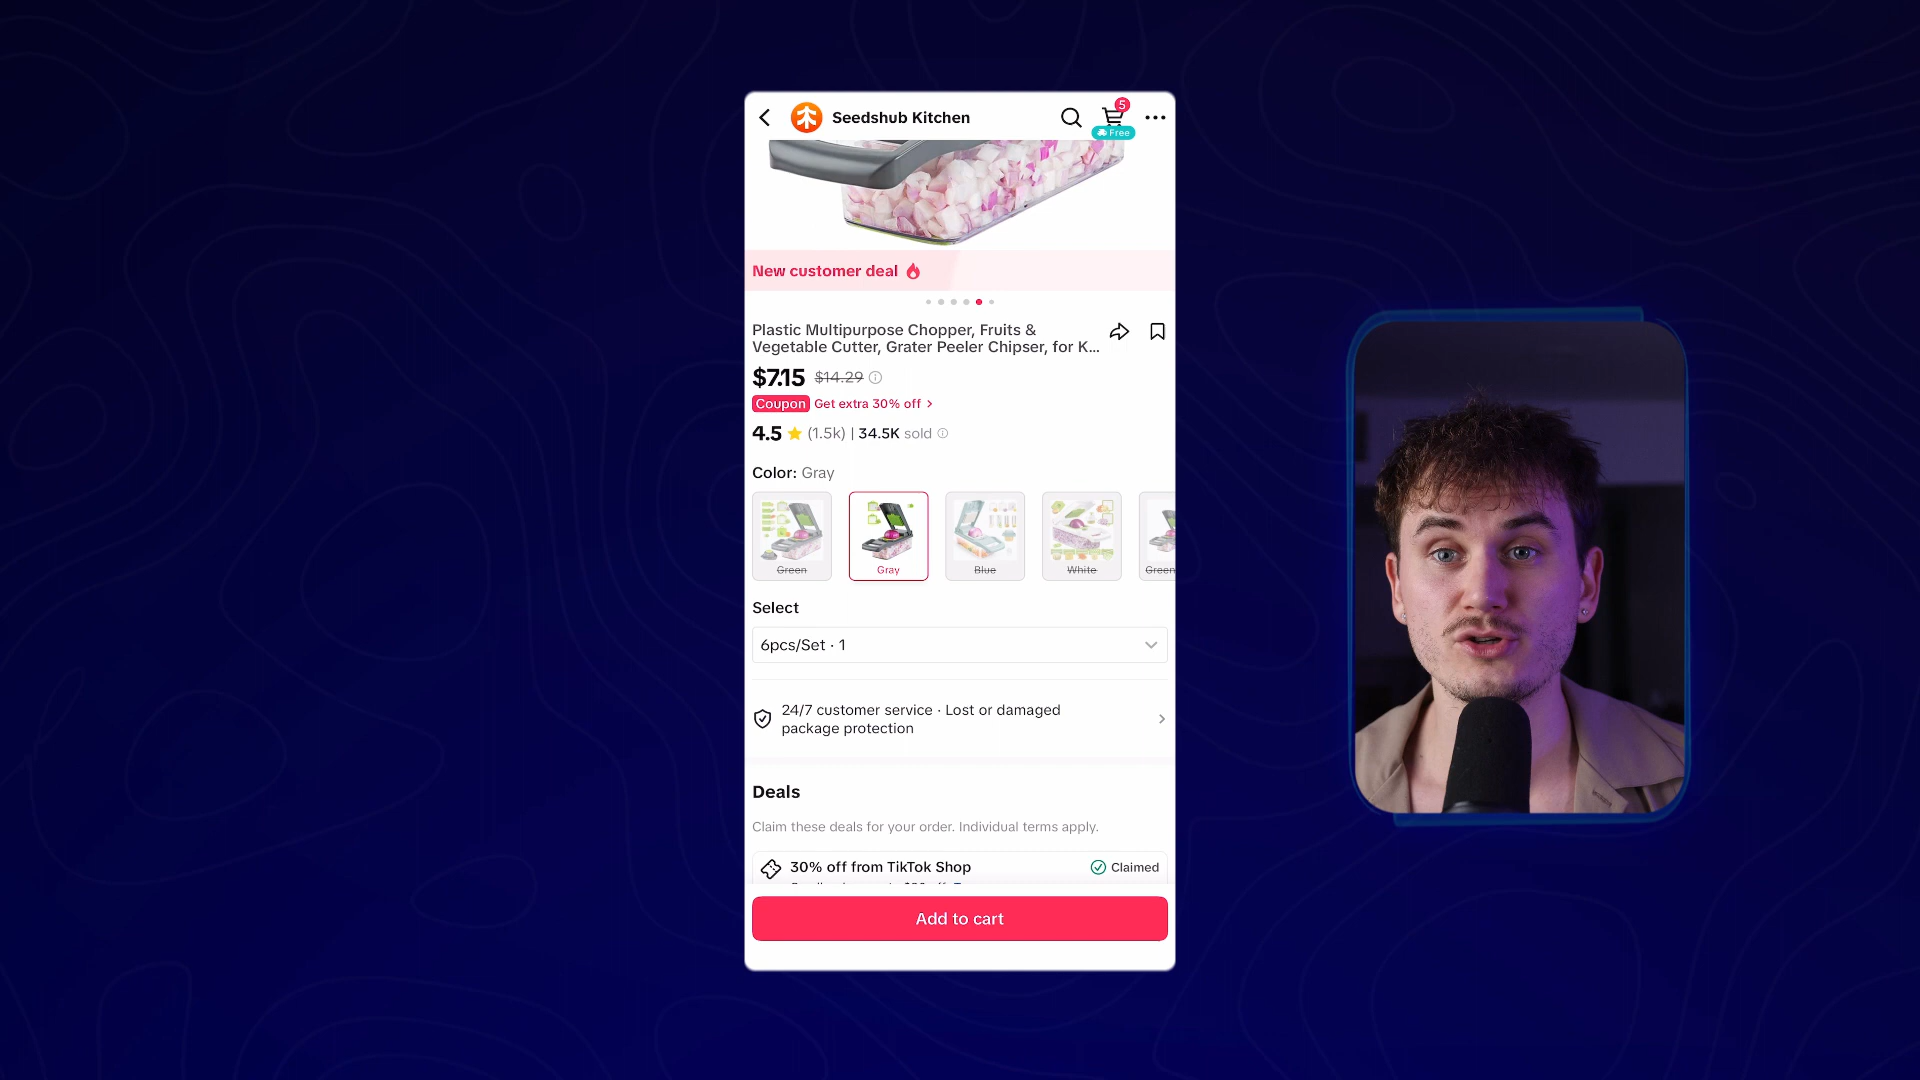 Seedshub Kitchen
5
Free
New customer deal
Plastic Multipurpose Chopper, Fruits &
Vegetable Cutter, Grater Peeler Chipser, for K...
$7.15 $14.29
Coupon Get extra 30% off >
4.5 (1.5k) | 34.5K sold
Color: Gray
Green
Gray
Blue
White
Green
Select
6pcs/Set · 1
24/7 customer service · Lost or damaged
package protection
Deals
Claim these deals for your order. Individual terms apply.
30% off from TikTok Shop
Claimed
Add to cart